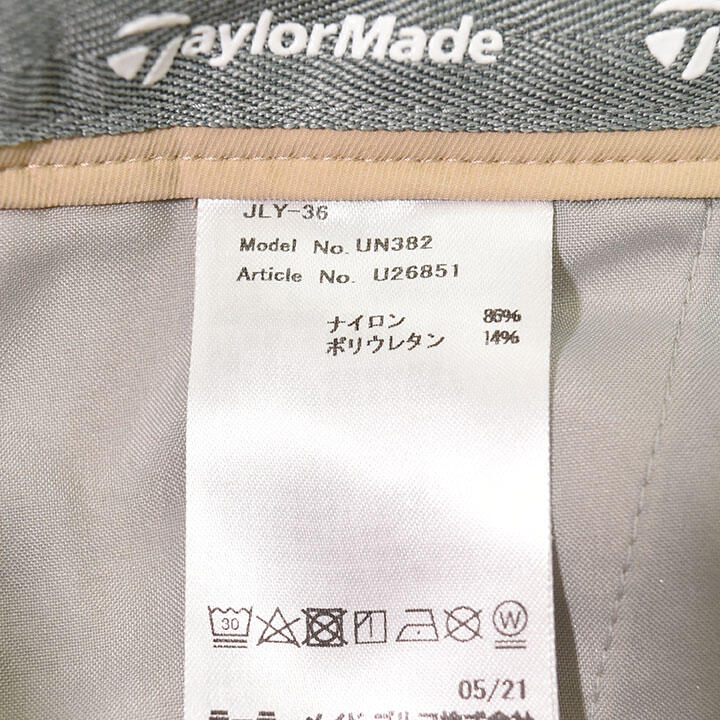 TaylorMade
JLY-36
Model No. UN382
Article No. U26851
ナイロン 86%
ポリウレタン 14%
30
W
05/21